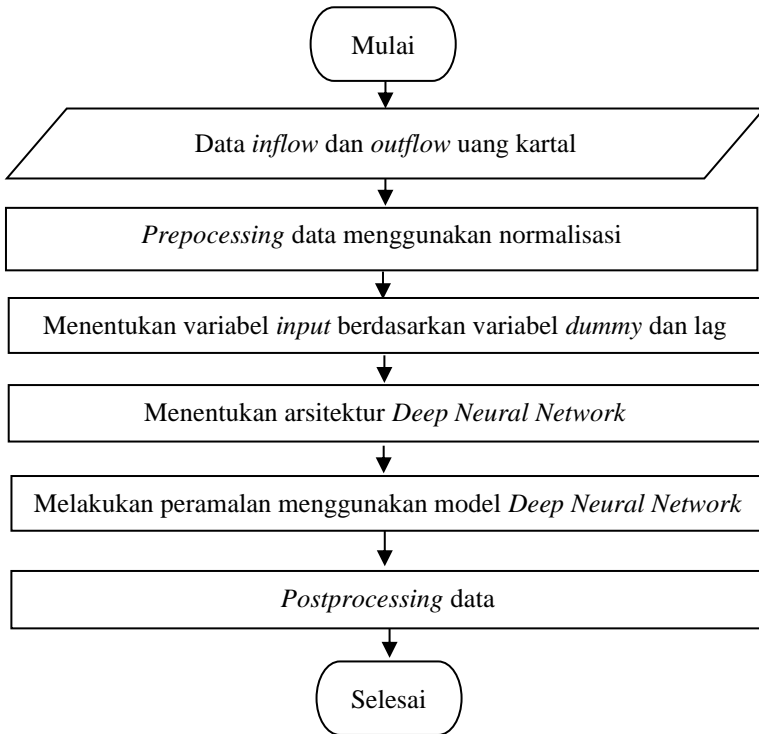 Mulai
Data inflow dan outflow uang kartal
Prepocessing data menggunakan normalisasi
Menentukan variabel input berdasarkan variabel dummy dan lag
Menentukan arsitektur Deep Neural Network
Melakukan peramalan menggunakan model Deep Neural Network
Postprocessing data
Selesai